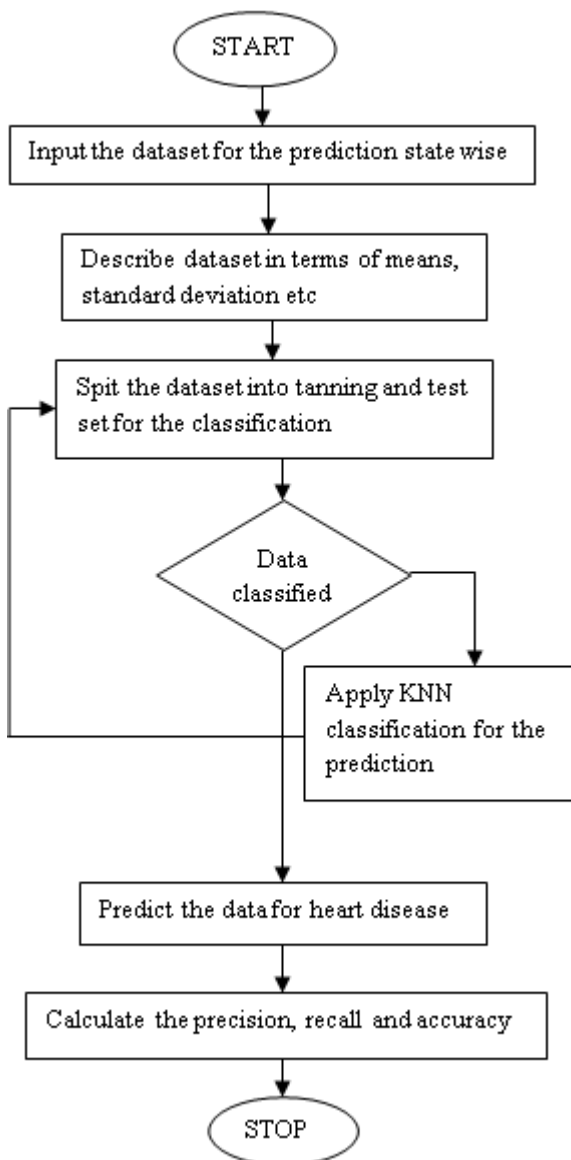 START
Input the dataset for the prediction state wise
Describe dataset in terms of means,
standard deviation etc
Spit the dataset into tanning and test
set for the classification
Data
classified
Apply KNN
classification for the
prediction
Predict the data for heart disease
Calculate the precision, recall and accuracy
STOP